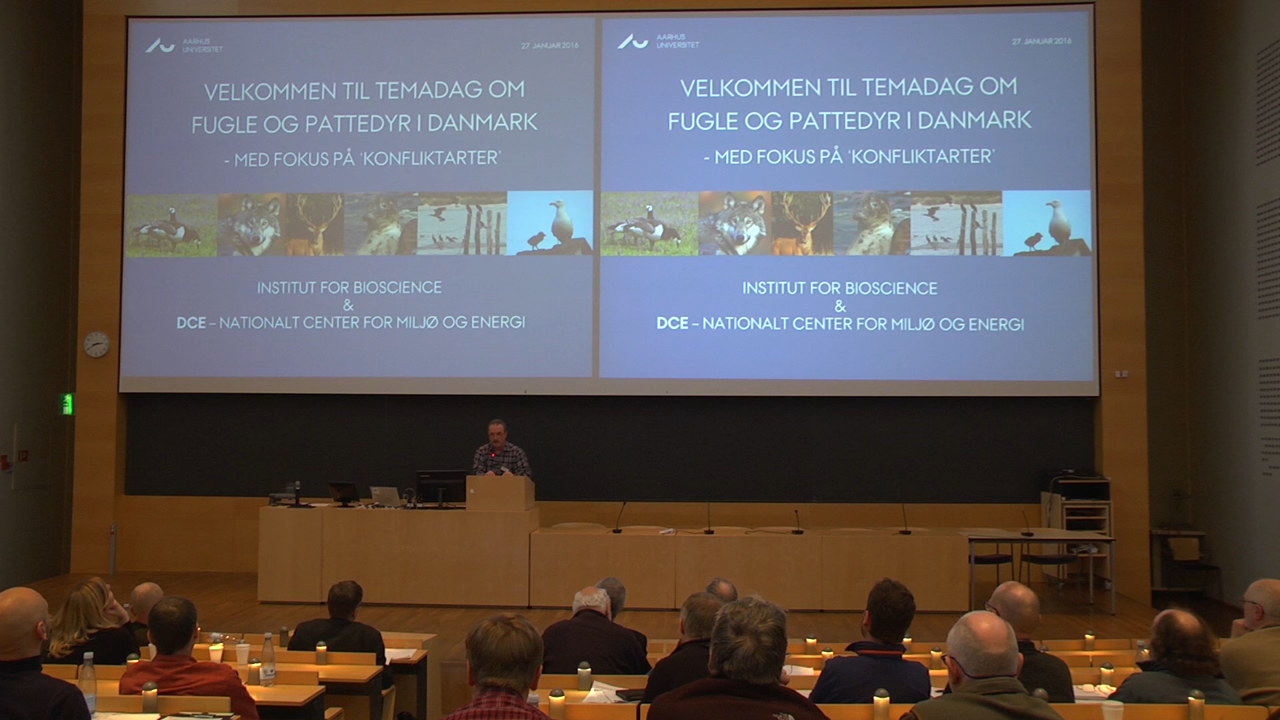 AARHUS
UNIVERSITET
27. JANUAR 2016
VELKOMMEN TIL TEMADAG OM
FUGLE OG PATTEDYR I DANMARK
- MED FOKUS PÅ 'KONFLIKTARTER'
INSTITUT FOR BIOSCIENCE
&
DCE – NATIONALT CENTER FOR MILJØ OG ENERGI
AARHUS
UNIVERSITET
27. JANUAR 2016
VELKOMMEN TIL TEMADAG OM
FUGLE OG PATTEDYR I DANMARK
- MED FOKUS PÅ 'KONFLIKTARTER'
INSTITUT FOR BIOSCIENCE
&
DCE – NATIONALT CENTER FOR MILJØ OG ENERGI